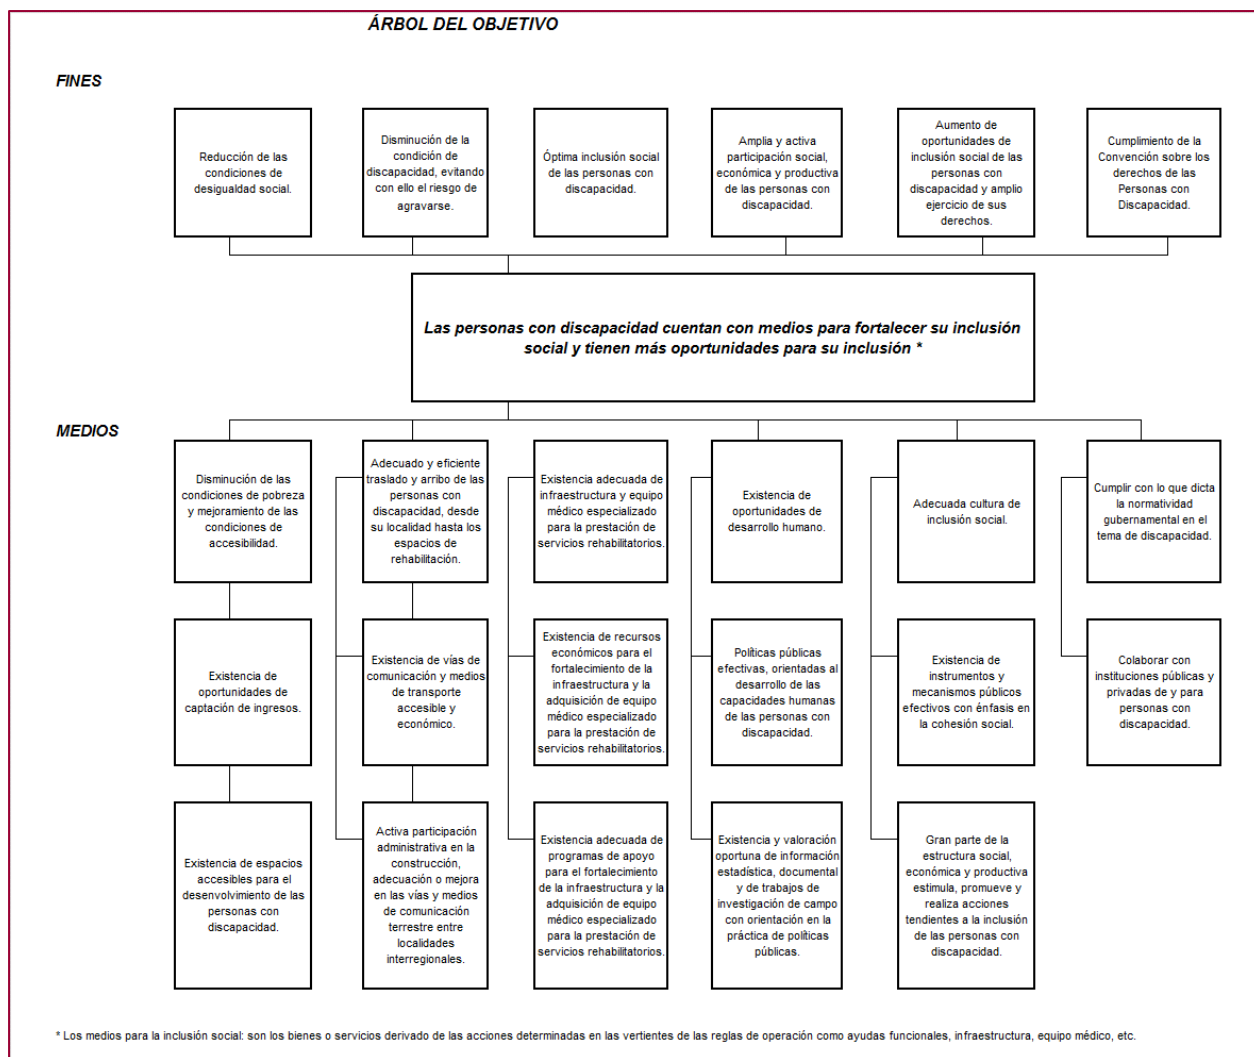 ÁRBOL DEL OBJETIVO
FINES
Reducción de las
condiciones de
desigualdad social.
Disminución de la
condición de
discapacidad, evitando
con ello el riesgo de
agravarse.
Óptima inclusión social
de las personas con
discapacidad.
Amplia y activa
participación social,
económica y productiva
de las personas con
discapacidad.
Aumento de
oportunidades de
inclusión social de las
personas con
discapacidad y amplio
ejercicio de sus
derechos.
Cumplimiento de la
Convención sobre los
derechos de las
Personas con
Discapacidad.
Las personas con discapacidad cuentan con medios para fortalecer su inclusión
social y tienen más oportunidades para su inclusión *
MEDIOS
Disminución de las
condiciones de pobreza
y mejoramiento de las
condiciones de
accesibilidad.
Adecuado y eficiente
traslado y arribo de las
personas con
discapacidad, desde
su localidad hasta los
espacios de
rehabilitación.
Existencia adecuada de
infraestructura y equipo
médico especializado
para la prestación de
servicios rehabilitatorios.
Existencia de
oportunidades de
desarrollo humano.
Adecuada cultura de
inclusión social.
Cumplir con lo que dicta
la normatividad
gubernamental en el
tema de discapacidad.
Existencia de
oportunidades de
captación de ingresos.
Existencia de vías de
comunicación y medios
de transporte
accesible y
económico.
Existencia de recursos
económicos para el
fortalecimiento de la
infraestructura y la
adquisición de equipo
médico especializado
para la prestación de
servicios rehabilitatorios.
Políticas públicas
efectivas, orientadas al
desarrollo de las
capacidades humanas
de las personas con
discapacidad.
Existencia de
instrumentos y
mecanismos públicos
efectivos con énfasis en
la cohesión social.
Colaborar con
instituciones públicas y
privadas de y para
personas con
discapacidad.
Existencia de espacios
accesibles para el
desenvolvimiento de las
personas con
discapacidad.
Activa participación
administrativa en la
construcción,
adecuación o mejora
en las vías y medios
de comunicación
terrestre entre
localidades
interregionales.
Existencia adecuada de
programas de apoyo
para el fortalecimiento
de la infraestructura y la
adquisición de equipo
médico especializado
para la prestación de
servicios rehabilitatorios.
Existencia y valoración
oportuna de información
estadística, documental
y de trabajos de
investigación de campo
con orientación en la
práctica de políticas
públicas.
Gran parte de la
estructura social,
económica y productiva
estimula, promueve y
realiza acciones
tendientes a la inclusión
de las personas con
discapacidad.
* Los medios para la inclusión social: son los bienes o servicios derivado de las acciones determinadas en las vertientes de las reglas de operación como ayudas funcionales, infraestructura, equipo médico, etc.